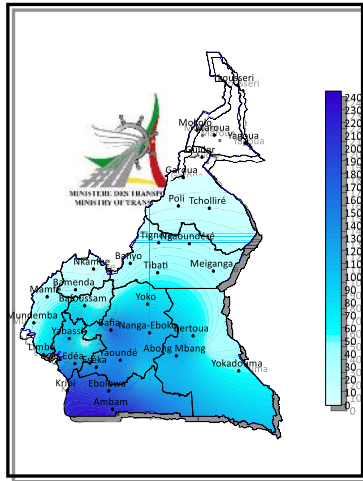 Kousseri
Mokolo
Maroua
Yagoua
Guider
Garoua
MINISTERE DES TRANS
MINISTRY OF TRANS
Poli
Tcholliré
Tignère
Ngaoundéré
Banyo
Nkambe
Tibati
Meiganga
Bamenda
Mamfe
Bafoussam
Yoko
Mundemba
Bafia
Nanga-Eboko
Bertoua
Yabassi
Limbe
Edéa
Eséka
Yaoundé
Abong Mbang
Yokadouma
Kribi
Ebolowa
Ambam
240
230
220
210
200
190
180
170
160
150
140
130
120
110
100
90
80
70
60
50
40
30
20
10
0